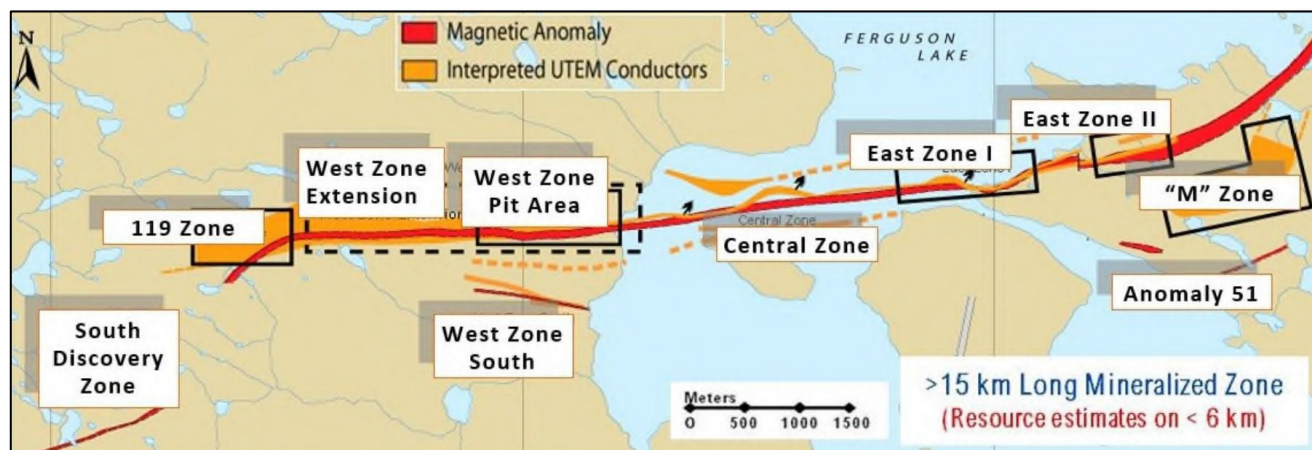 N
Magnetic Anomaly
Interpreted UTEM Conductors
FERGUSON
LAKE
East Zone II
East Zone I
West Zone
Extension
West Zone
Pit Area
"M" Zone
119 Zone
Central Zone
Central Zone
Anomaly 51
South
Discovery
Zone
West Zone
South
>15 km Long Mineralized Zone
(Resource estimates on < 6 km)
Meters
0 500 1000 1500